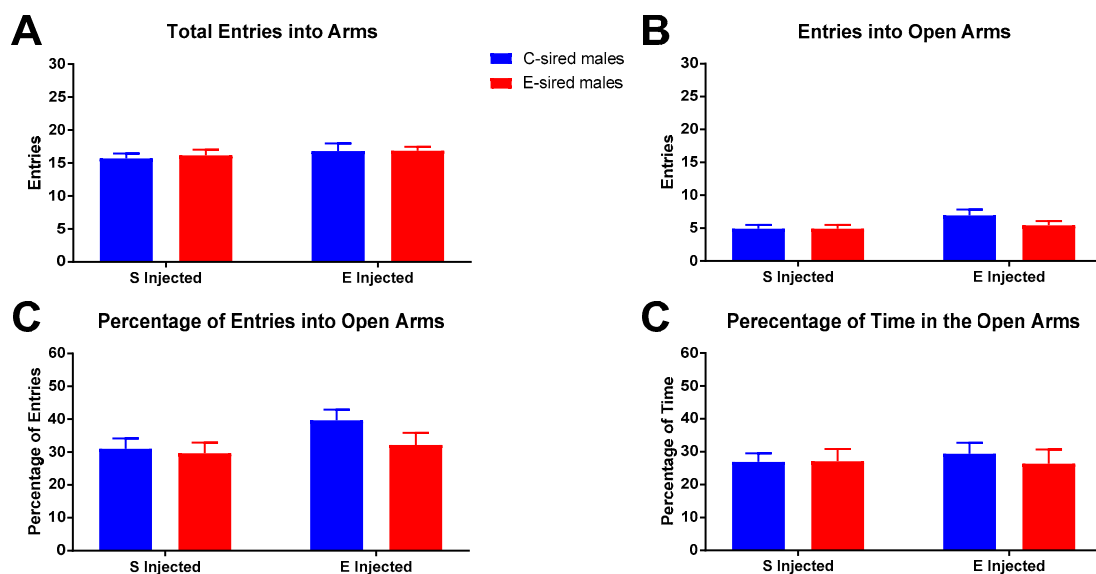 A
Total Entries into Arms
C-sired males
E-sired males
Entries
30
25
20
15
10
5
0
S Injected
E Injected
B
Entries into Open Arms
Entries
30
25
20
15
10
5
0
S Injected
E Injected
C
Percentage of Entries into Open Arms
Percentage of Entries
60
50
40
30
20
10
0
S Injected
E Injected
C
Perecentage of Time in the Open Arms
Percentage of Time
60
50
40
30
20
10
0
S Injected
E Injected